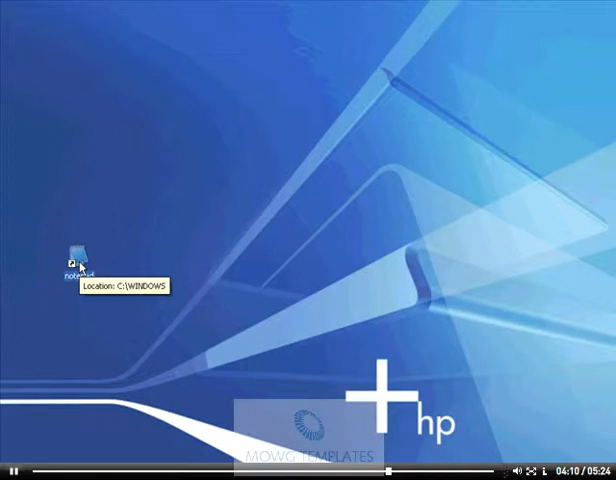 notepad
Location: C:\WINDOWS
hp
MOWG TEMPLATES
04:10 / 05:24